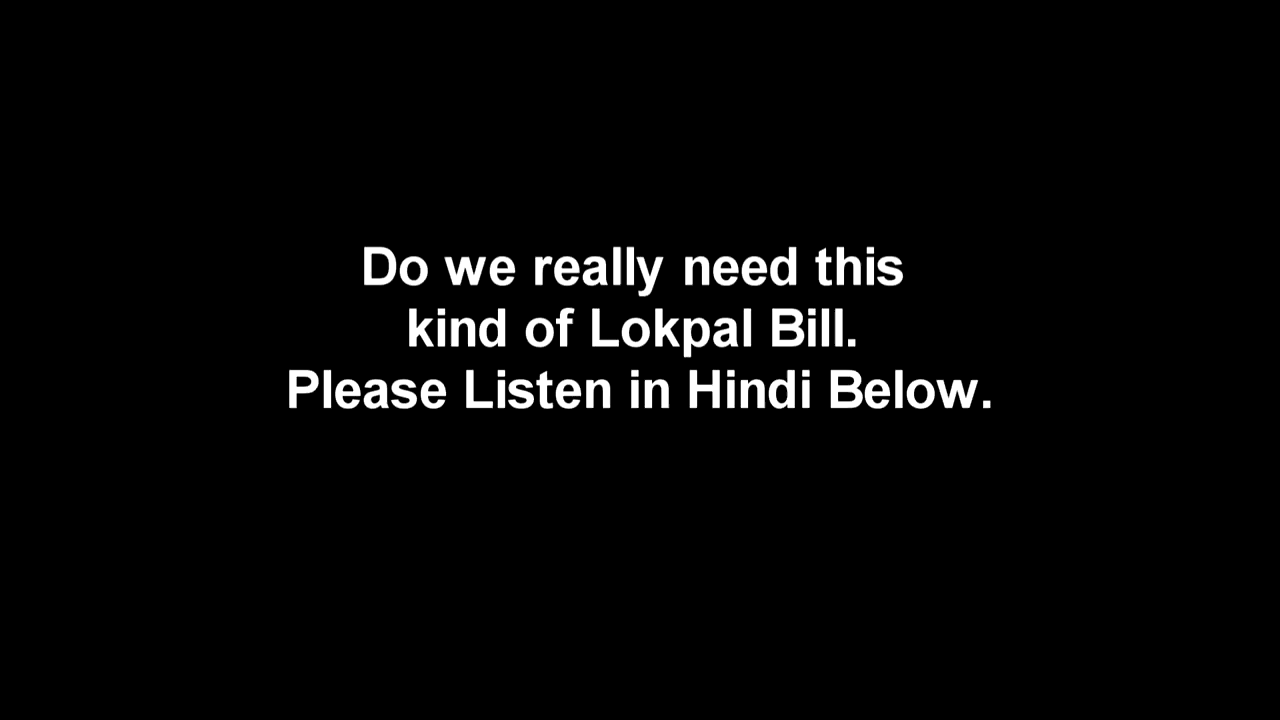 Do we really need this
kind of Lokpal Bill.
Please Listen in Hindi Below.